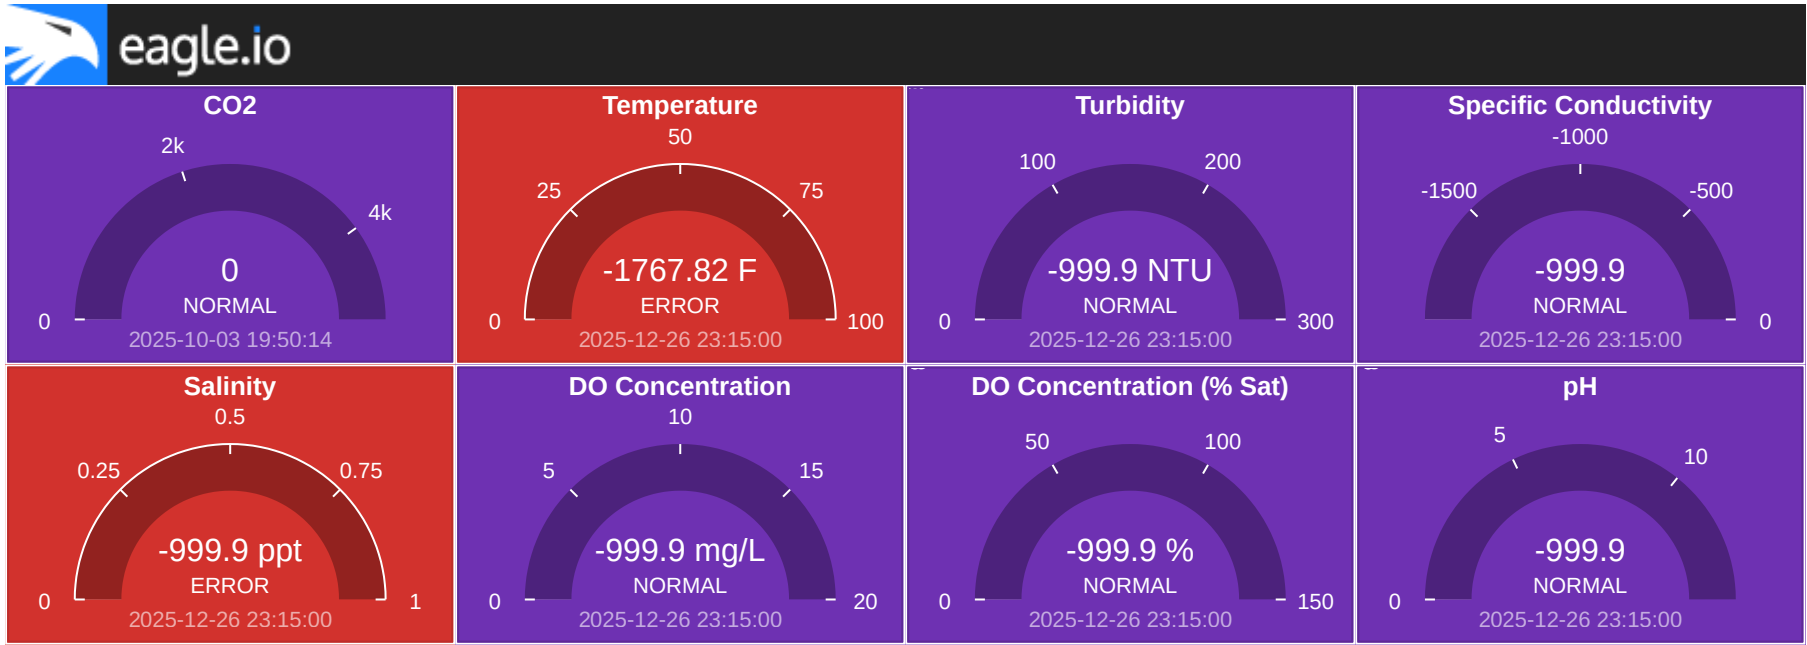 eagle.io
CO2
2k
4k
0
NORMAL
0
2025-10-03 19:50:14
Temperature
50
25
75
-1767.82 F
ERROR
0
100
2025-12-26 23:15:00
Turbidity
100
200
-999.9 NTU
NORMAL
0
300
2025-12-26 23:15:00
Specific Conductivity
-1000
-1500
-500
-999.9
NORMAL
0
2025-12-26 23:15:00
Salinity
0.5
0.25
0.75
-999.9 ppt
ERROR
0
1
2025-12-26 23:15:00
DO Concentration
10
5
15
-999.9 mg/L
NORMAL
0
20
2025-12-26 23:15:00
DO Concentration (% Sat)
50
100
-999.9 %
NORMAL
0
150
2025-12-26 23:15:00
pH
5
10
-999.9
NORMAL
0
2025-12-26 23:15:00